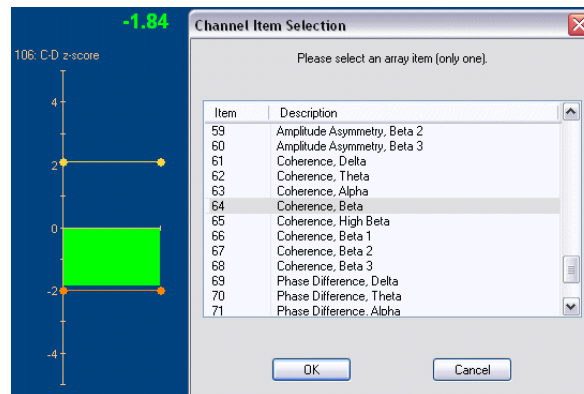 -1.84
106: C-D z-score
4
2
0
-2
-4
Channel Item Selection
Please select an array item (only one).
Item Description
59 Amplitude Asymmetry, Beta 2
60 Amplitude Asymmetry, Beta 3
61 Coherence, Delta
62 Coherence, Theta
63 Coherence, Alpha
64 Coherence, Beta
65 Coherence, High Beta
66 Coherence, Beta 1
67 Coherence, Beta 2
68 Coherence, Beta 3
69 Phase Difference, Delta
70 Phase Difference, Theta
71 Phase Difference, Alpha
OK Cancel